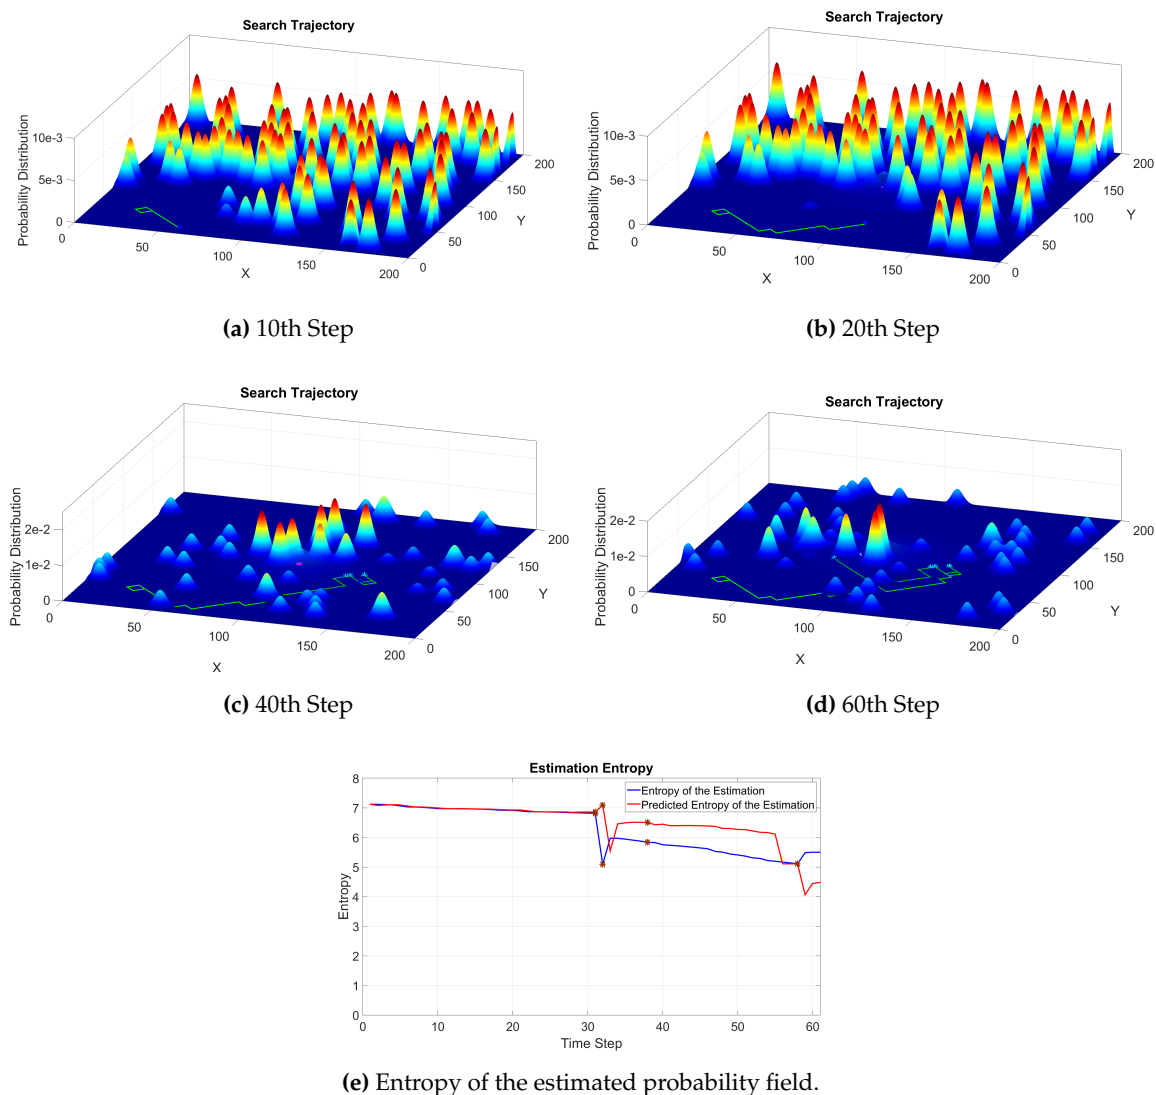 Search Trajectory
Probability Distribution
10e-3
5e-3
0
0
50
100
150
200
X
0
50
100
150
200
Y
(a) 10th Step
Search Trajectory
Probability Distribution
10e-3
5e-3
0
0
50
100
150
200
X
0
50
100
150
200
Y
(b) 20th Step
Search Trajectory
Probability Distribution
2e-2
1e-2
0
0
50
100
150
200
X
0
50
100
150
200
Y
(c) 40th Step
Search Trajectory
Probability Distribution
2e-2
1e-2
0
0
50
100
150
200
X
0
50
100
150
200
Y
(d) 60th Step
Estimation Entropy
Entropy of the Estimation
Predicted Entropy of the Estimation
Entropy
8
7
6
5
4
3
2
1
0
0 10 20 30 40 50 60
Time Step
(e) Entropy of the estimated probability field.